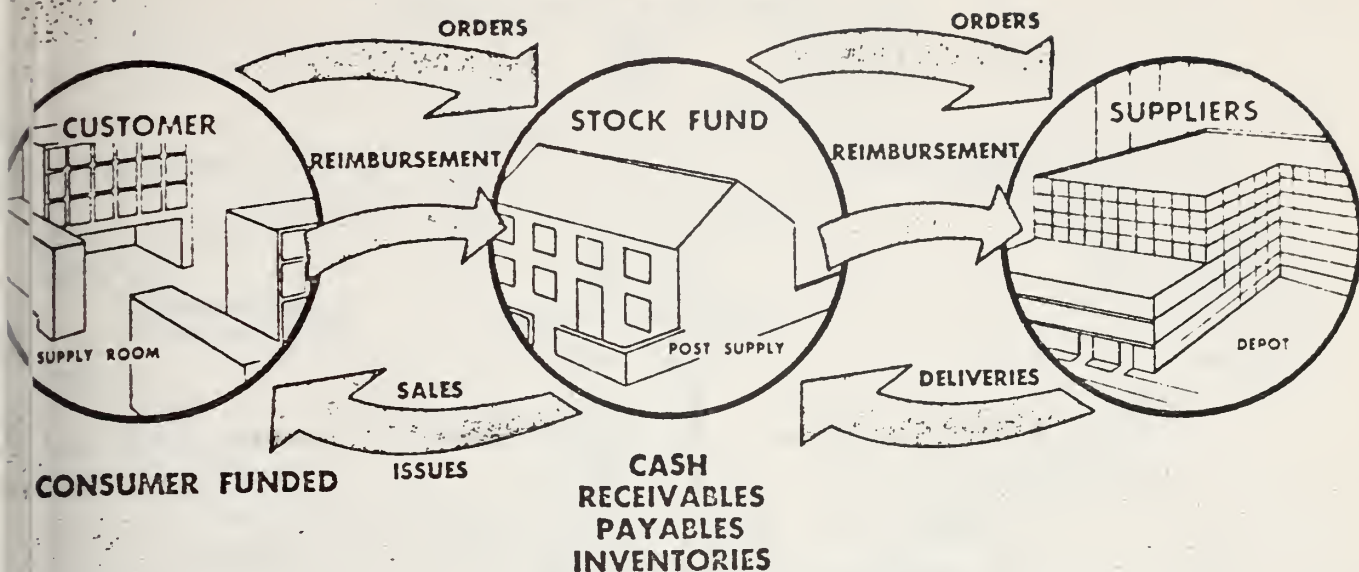 ORDERS
ORDERS
CUSTOMER
STOCK FUND
SUPPLIERS
REIMBURSEMENT
REIMBURSEMENT
SUPPLY ROOM
POST SUPPLY
DEPOT
SALES
DELIVERIES
ISSUES
CONSUMER FUNDED
CASH
RECEIVABLES
PAYABLES
INVENTORIES